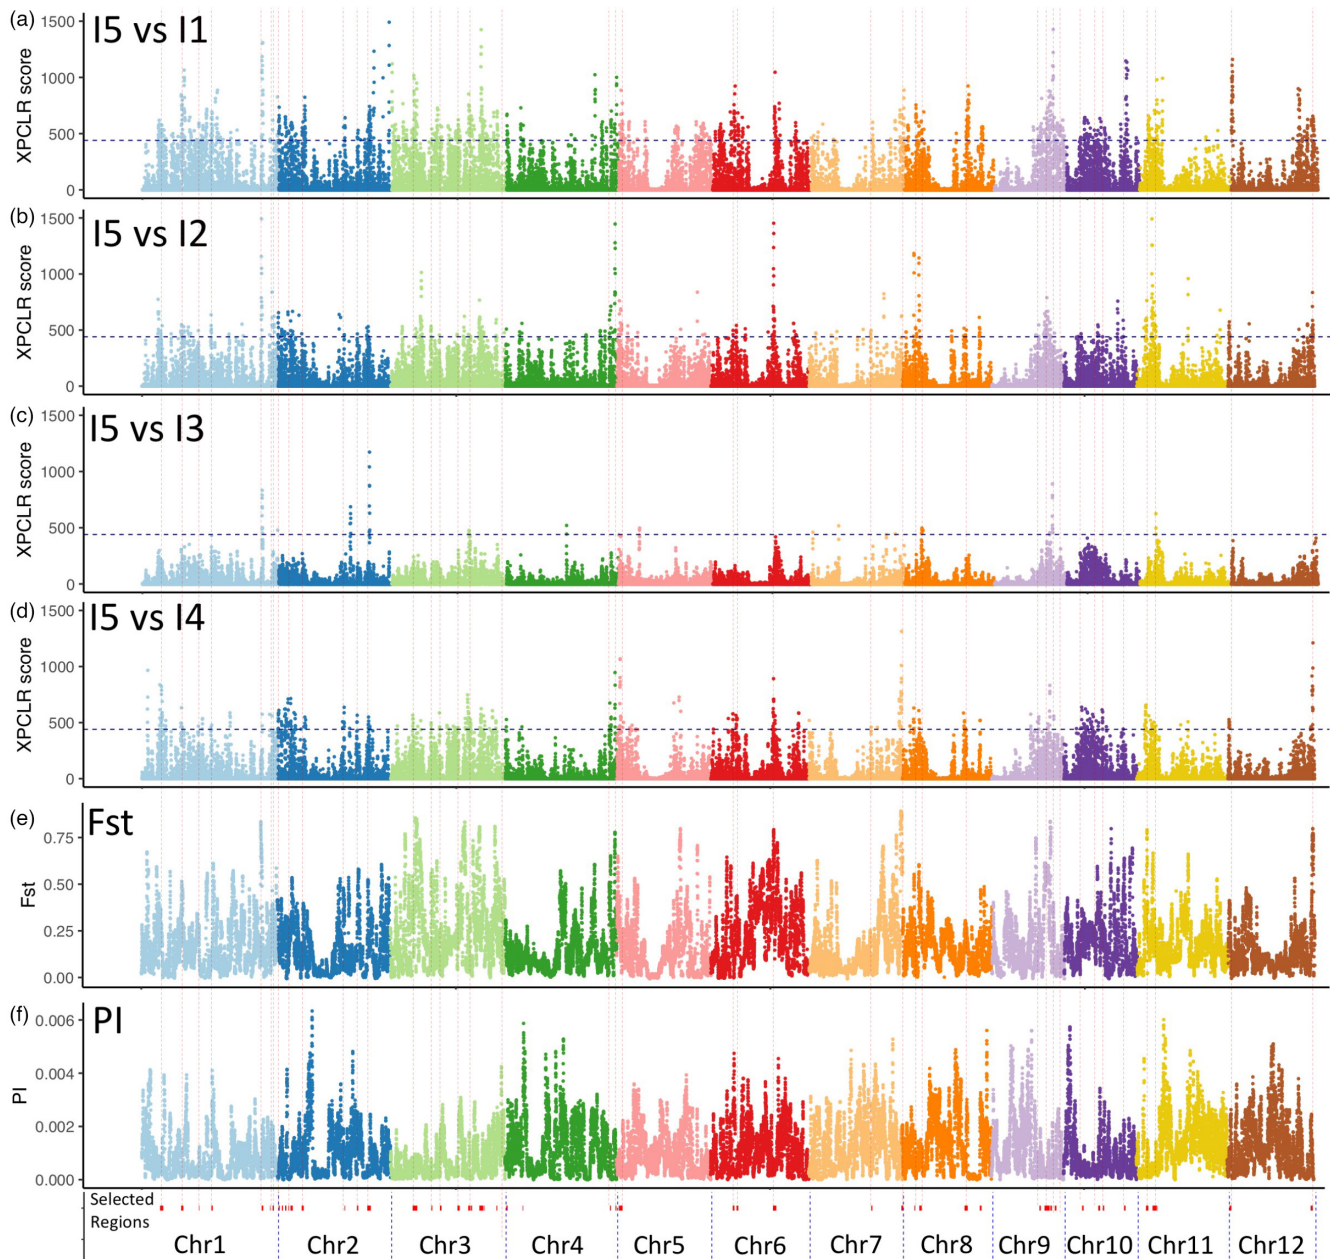 (a)
I5 vs I1
XPCLR score
1500
1000
500
0
(b)
I5 vs I2
XPCLR score
1500
1000
500
0
(c)
I5 vs I3
XPCLR score
1500
1000
500
0
(d)
I5 vs I4
XPCLR score
1500
1000
500
0
(e)
Fst
Fst
0.75
0.50
0.25
0.00
(f)
PI
PI
0.006
0.004
0.002
0.000
Selected
Regions
Chr1 Chr2 Chr3 Chr4 Chr5 Chr6 Chr7 Chr8 Chr9 Chr10 Chr11 Chr12